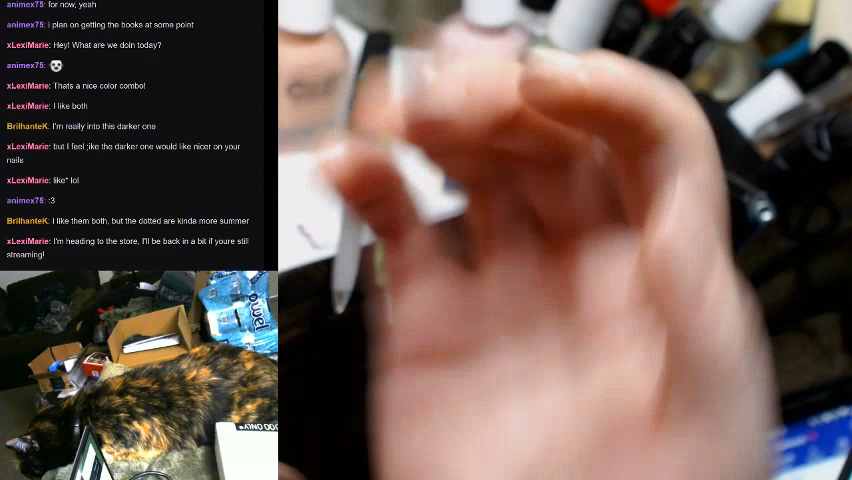 animex75: for now, yeah
animex75: i plan on getting the books at some point
xLexiMarie: Hey! What are we doin today?
animex75:
xLexiMarie: Thats a nice color combo!
xLexiMarie: I like both
BrilhanteK: I'm really into this darker one
xLexiMarie: but I feel ;ike the darker one would like nicer on your
nails
xLexiMarie: like* lol
animex75: :3
BrilhanteK: I like them both, but the dotted are kinda more summer
xLexiMarie: I'm heading to the store, I'll be back in a bit if youre still
streaming!